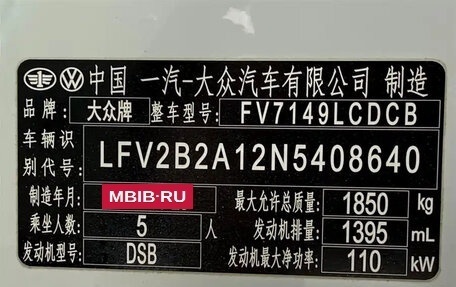 中国 一汽-大众汽车有限公司 制造
品牌 大众牌 整车型号: FV7149LCDCB
车辆识别代号: LFV2B2A12N5408640
制造年月: MBIB·RU 最大允许总质量: 1850 kg
乘坐人数: 5 人 发动机排量: 1395 mL
发动机型号: DSB 发动机最大净功率: 110 kW